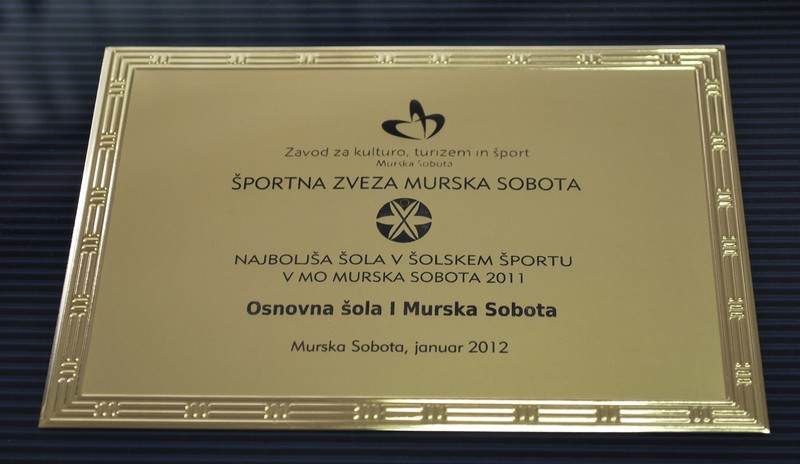 Zavod za kulturo, turizem in šport
Murska Sobota
ŠPORTNA ZVEZA MURSKA SOBOTA
NAJBOLJŠA ŠOLA V ŠOLSKEM ŠPORTU
V MO MURSKA SOBOTA 2011
Osnovna šola I Murska Sobota
Murska Sobota, januar 2012